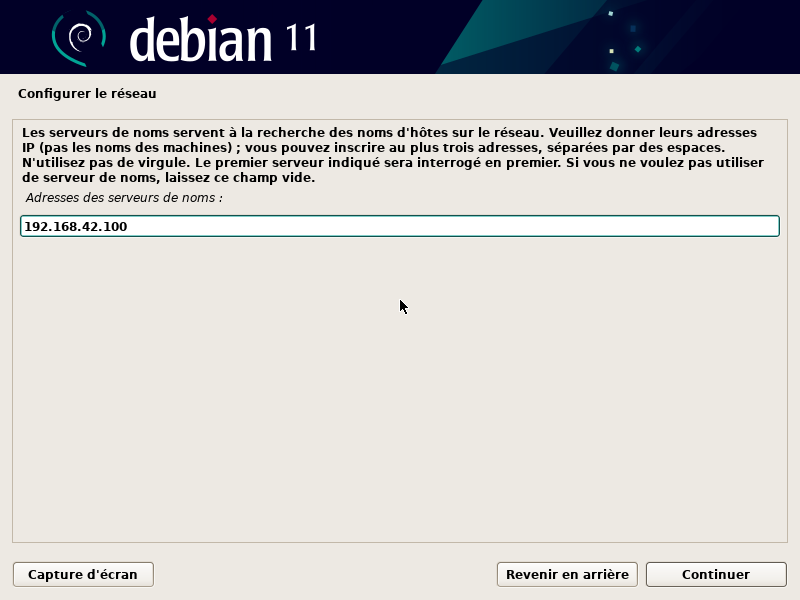 debian 11
Configurer le réseau
Les serveurs de noms servent à la recherche des noms d'hôtes sur le réseau. Veuillez donner leurs adresses
IP (pas les noms des machines) ; vous pouvez inscrire au plus trois adresses, séparées par des espaces.
N'utilisez pas de virgule. Le premier serveur indiqué sera interrogé en premier. Si vous ne voulez pas utiliser
de serveur de noms, laissez ce champ vide.
Adresses des serveurs de noms :
192.168.42.100
Capture d'écran
Revenir en arrière
Continuer